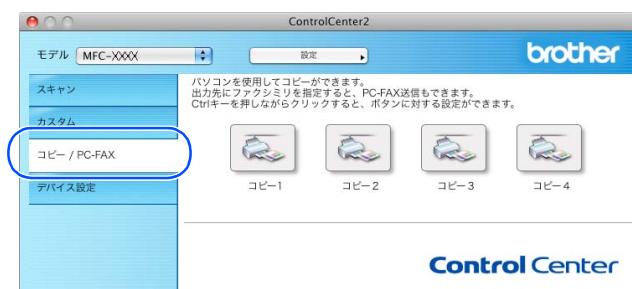 ControlCenter2
モデル MFC-XXXX 設定 brother
スキャン
カスタム
コピー / PC-FAX
デバイス設定
パソコンを使用してコピーができます。
出力先にファクシミリを指定すると、PC-FAX送信もできます。
Ctrlキーを押しながらクリックすると、ボタンに対する設定ができます。
コピー1 コピー2 コピー3 コピー4
Control Center